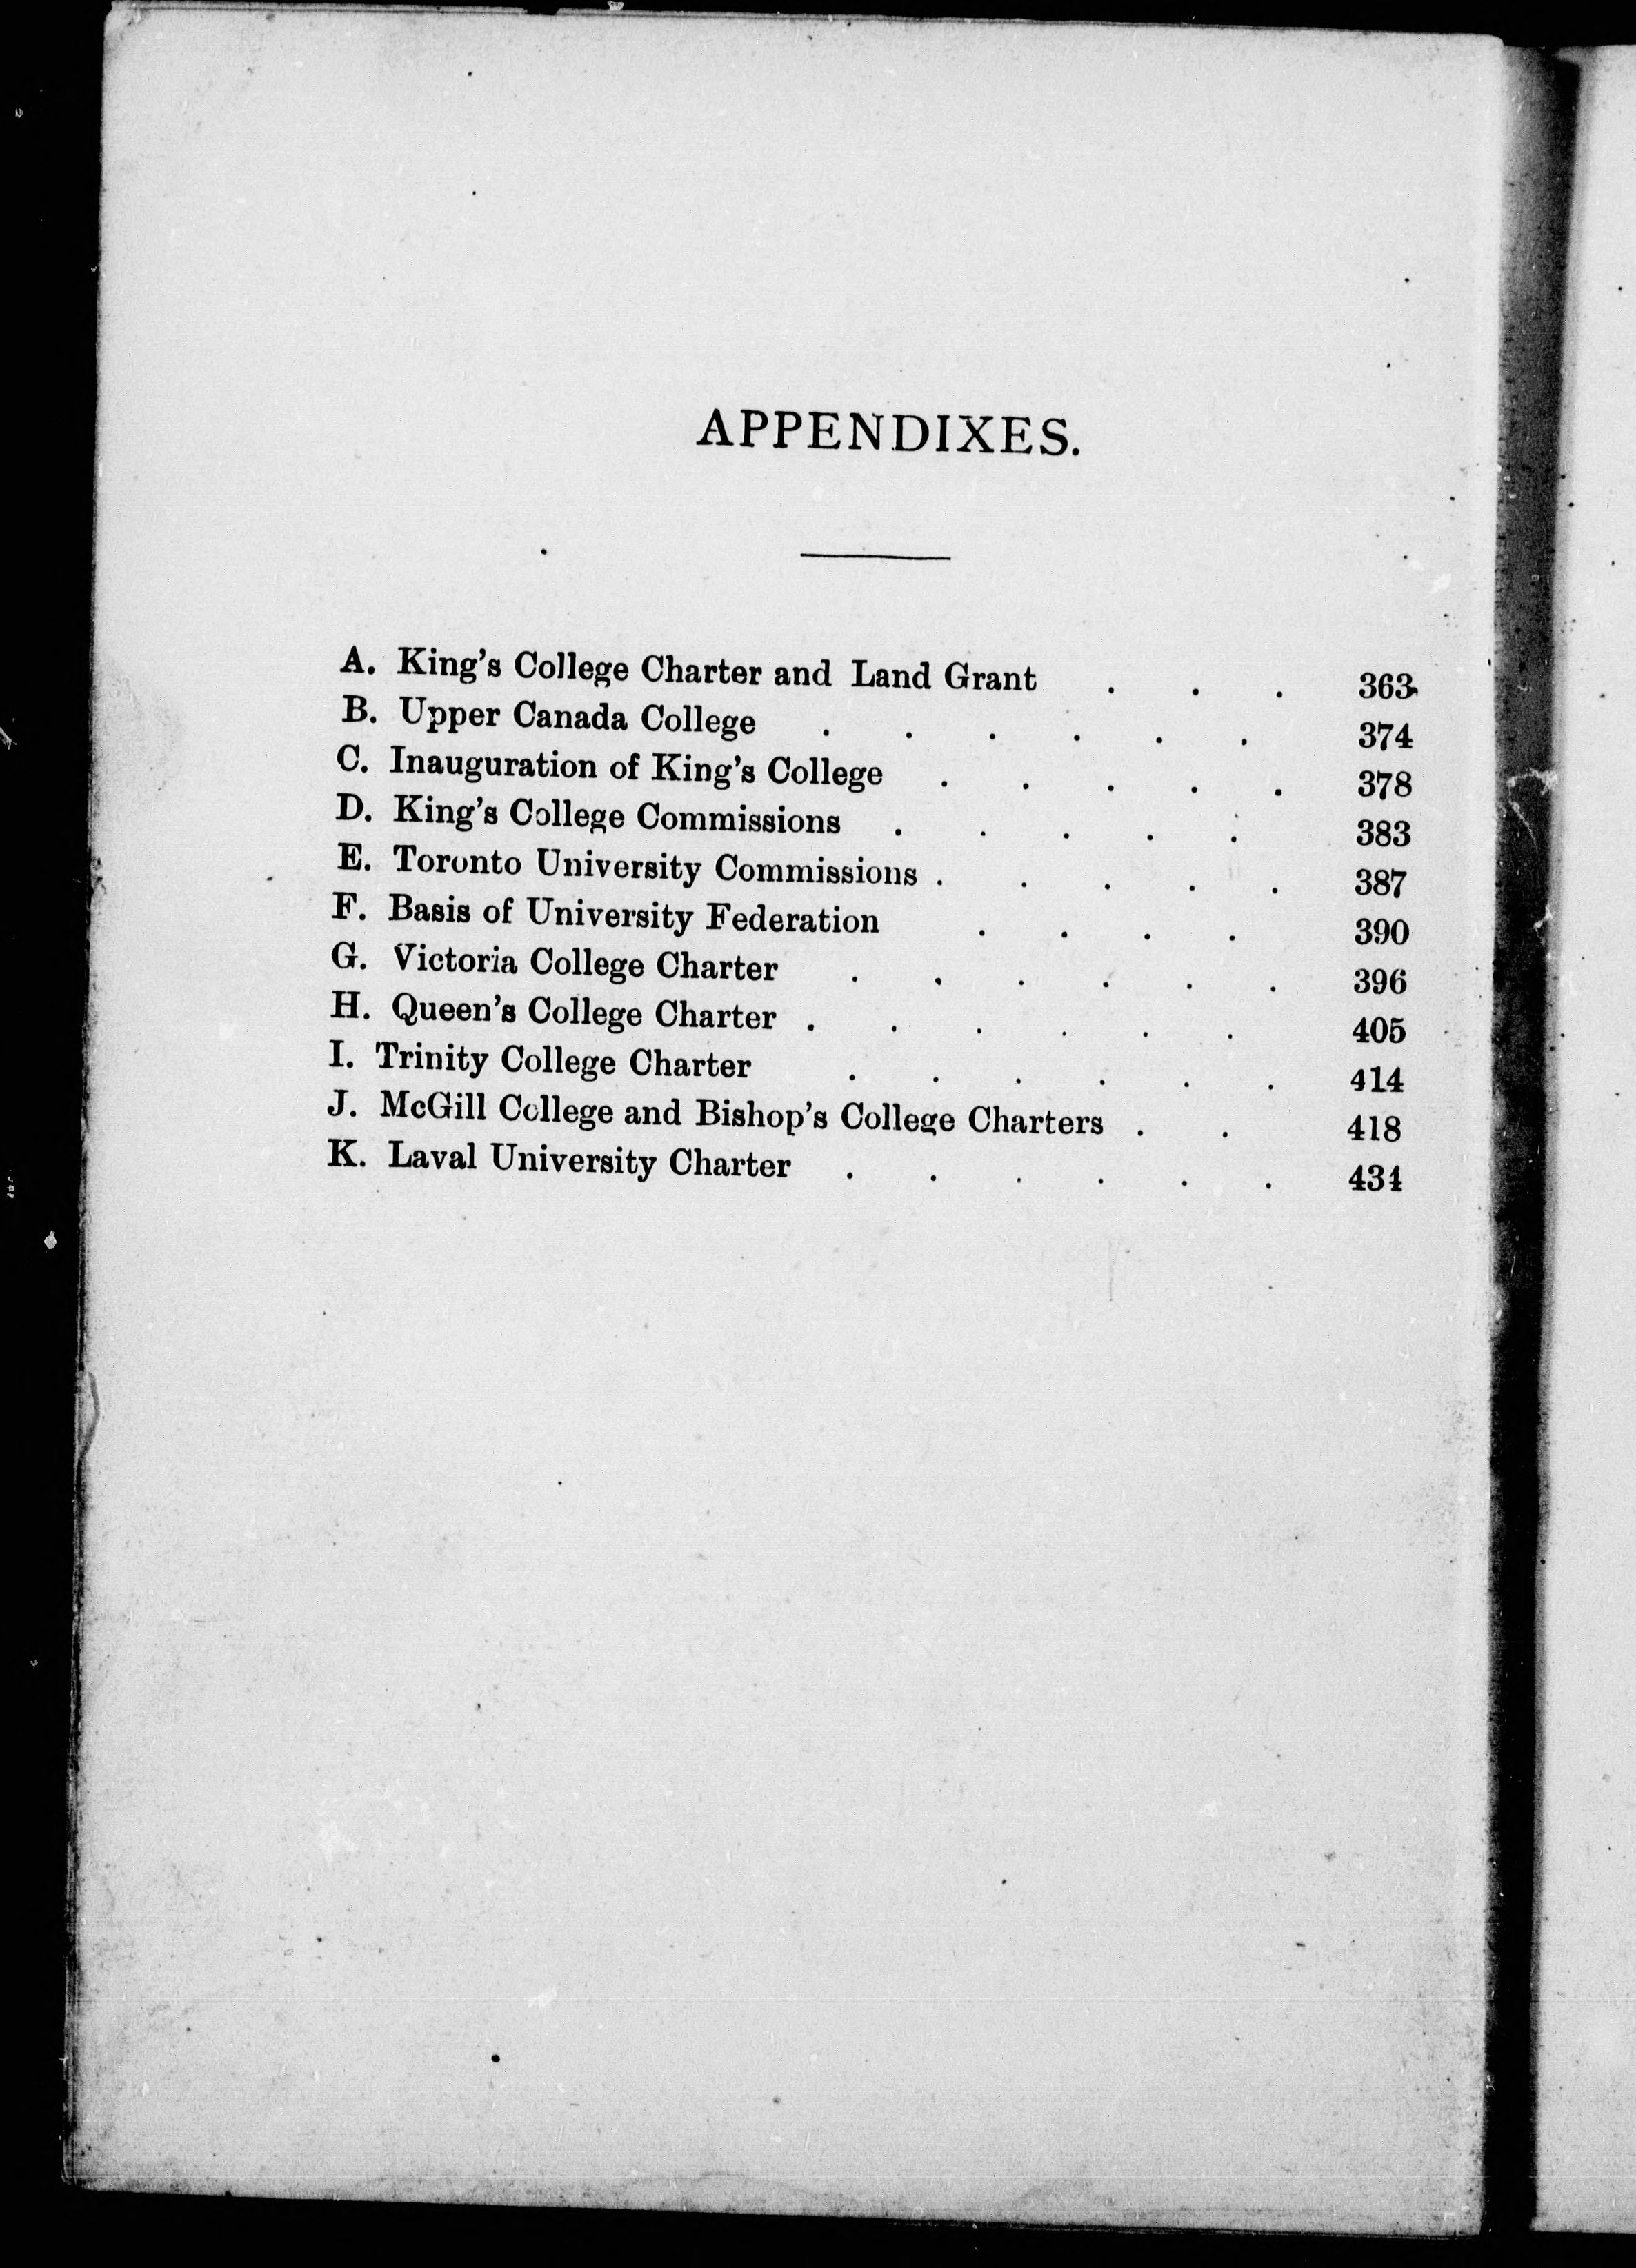 APPENDIXES.
A. King's College Charter and Land Grant . . . 363
B. Upper Canada College . . . . . . 374
C. Inauguration of King's College . . . . . 378
D. King's College Commissions . . . . . 383
E. Toronto University Commissions . . . . . 387
F. Basis of University Federation . . . . 390
G. Victoria College Charter . . . . . . 396
H. Queen's College Charter . . . . . . 405
I. Trinity College Charter . . . . . . 414
J. McGill College and Bishop's College Charters . . 418
K. Laval University Charter . . . . . . 434